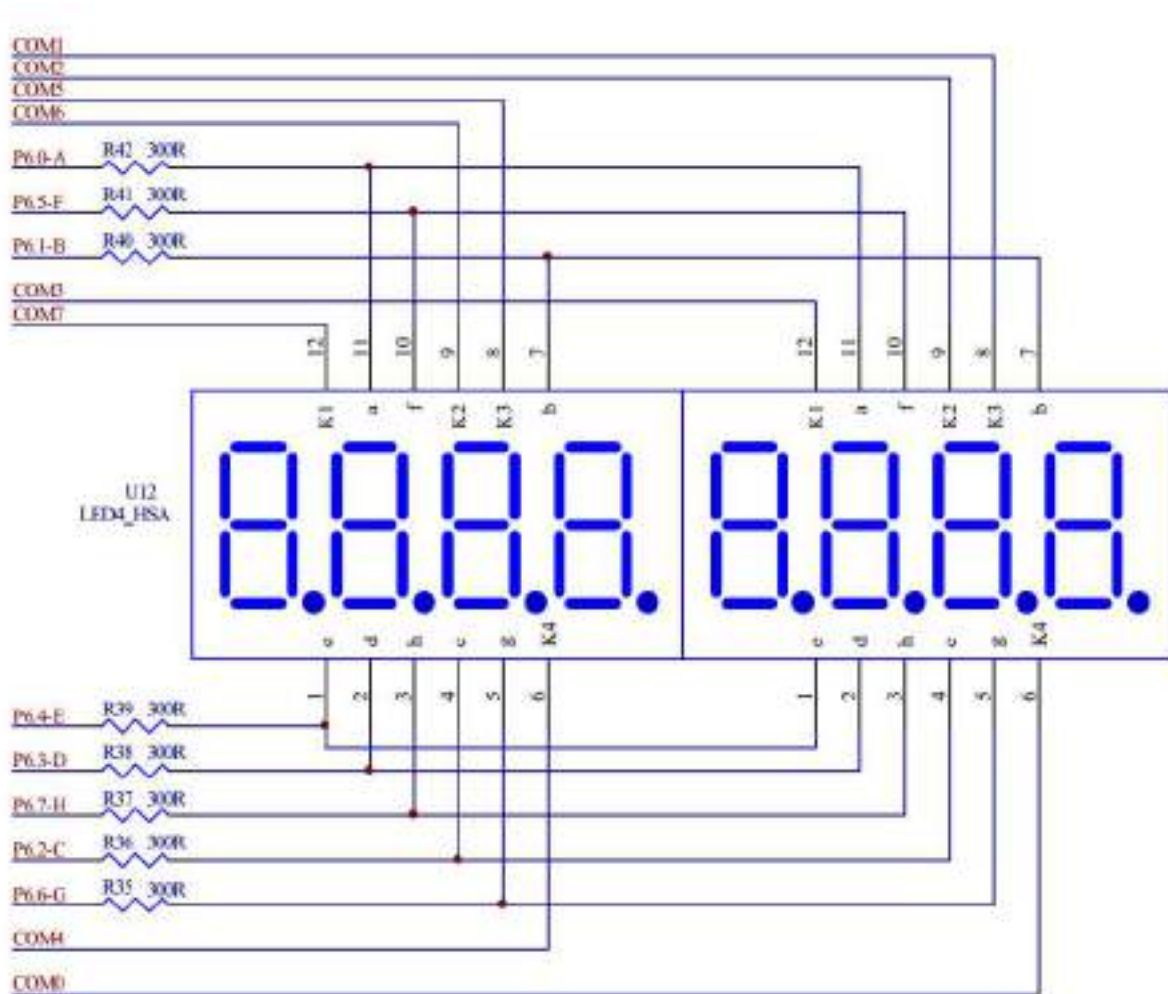 COM1
COM2
COM5
COM6
P6.0-A R42 300R
P6.5-F R41 300R
P6.1-B R40 300R
COM3
COM7
12 11 10 9 8 7 12 11 10 9 8 7
K1 a f K2 K3 b K1 a f K2 K3 b
U12
LED4_HSA
e d h c g K4 e d h c g K4
1 2 3 4 5 6 1 2 3 4 5 6
P6.4-E R39 300R
P6.3-D R38 300R
P6.7-H R37 300R
P6.2-C R36 300R
P6.6-G R35 300R
COM4
COM0